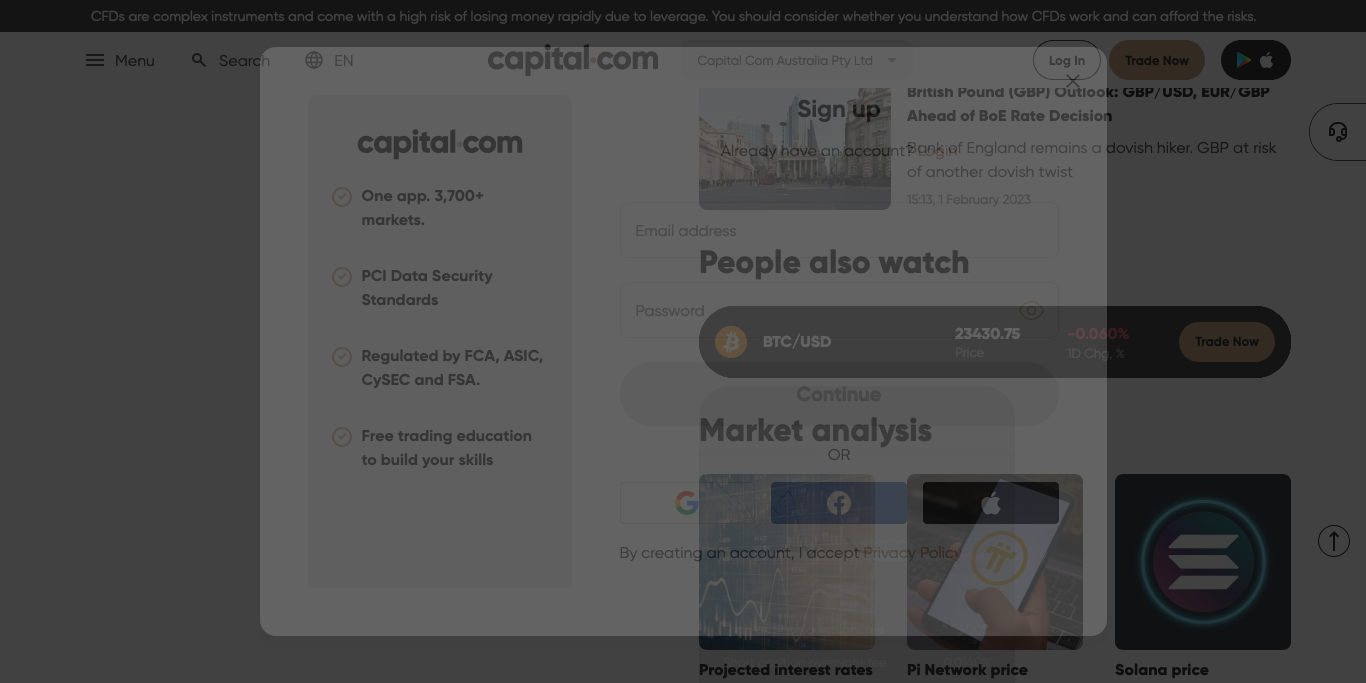 CFDs are complex instruments and come with a high risk of losing money rapidly due to leverage. You should consider whether you understand how CFDs work and can afford the risks.
Menu
Search
EN
capital.com
Capital Com Australia Pty Ltd
Log In
Trade Now
capital.com
One app. 3,700+
markets.
PCI Data Security
Standards
Regulated by FCA, ASIC,
CySEC and FSA.
Free trading education
to build your skills
Sign up
Already have an account? Login
Email address
Password
Continue
OR
By creating an account, I accept Privacy Policy
British Pound (GBP) Outlook: GBP/USD, EUR/GBP
Ahead of BoE Rate Decision
Bank of England remains a dovish hiker. GBP at risk
of another dovish twist
15:13, 1 February 2023
People also watch
BTC/USD
23430.75
Price
-0.060%
1D Chg, %
Trade Now
Market analysis
Projected interest rates
Pi Network price
Solana price